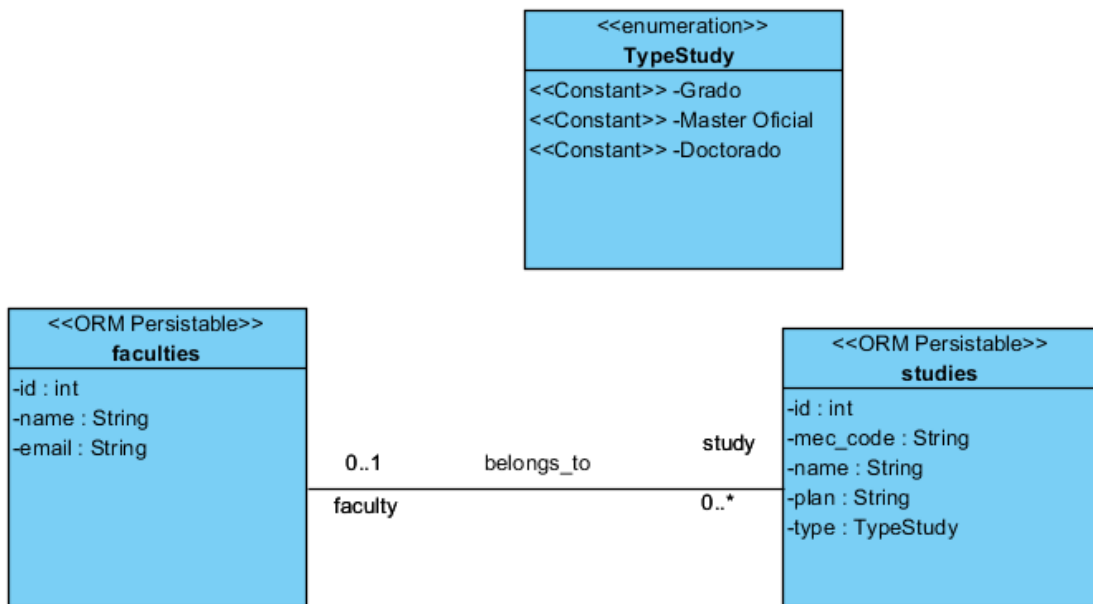 <<enumeration>>
TypeStudy
<<Constant>> -Grado
<<Constant>> -Master Oficial
<<Constant>> -Doctorado
<<ORM Persistable>>
faculties
-id : int
-name : String
-email : String
0..1
faculty
belongs_to
study
0..*
<<ORM Persistable>>
studies
-id : int
-mec_code : String
-name : String
-plan : String
-type : TypeStudy